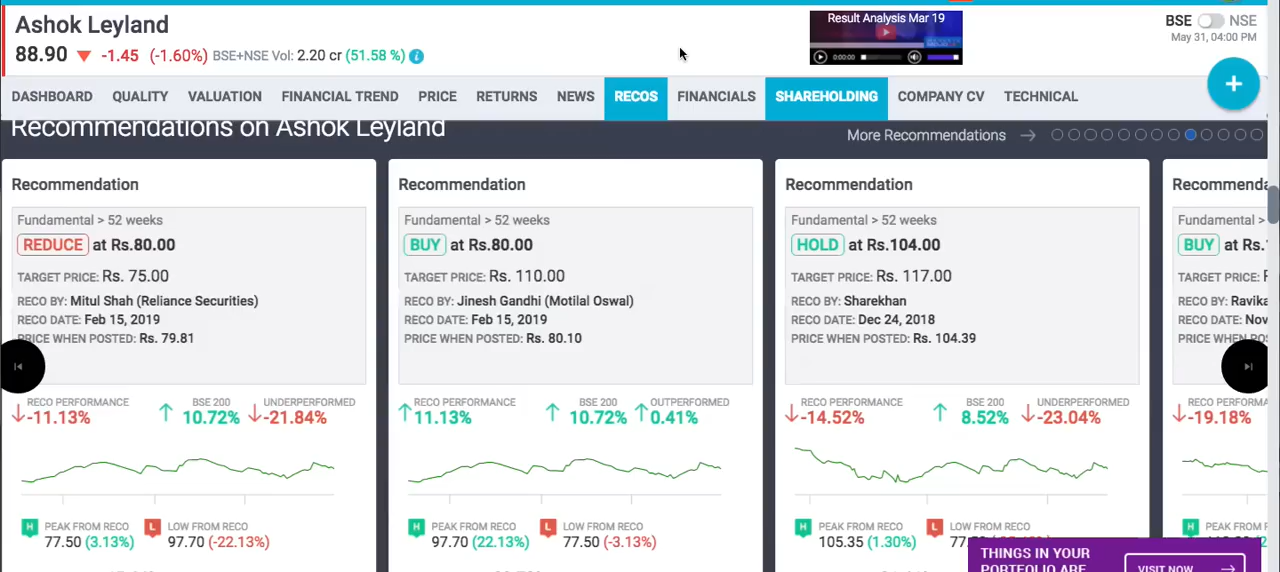 Ashok Leyland
88.90 -1.45 (-1.60%) BSE+NSE Vol: 2.20 cr (51.58 %) i
Result Analysis Mar 19
0:00:00
BSE NSE
May 31, 04:00 PM
+
DASHBOARD QUALITY VALUATION FINANCIAL TREND PRICE RETURNS NEWS RECOS FINANCIALS SHAREHOLDING COMPANY CV TECHNICAL
Recommendations on Ashok Leyland
More Recommendations →
Recommendation
Fundamental > 52 weeks
REDUCE at Rs.80.00
TARGET PRICE: Rs. 75.00
RECO BY: Mitul Shah (Reliance Securities)
RECO DATE: Feb 15, 2019
PRICE WHEN POSTED: Rs. 79.81
RECO PERFORMANCE BSE 200 UNDERPERFORMED
↓-11.13% ↑ 10.72% ↓-21.84%
H PEAK FROM RECO L LOW FROM RECO
77.50 (3.13%) 97.70 (-22.13%)
Recommendation
Fundamental > 52 weeks
BUY at Rs.80.00
TARGET PRICE: Rs. 110.00
RECO BY: Jinesh Gandhi (Motilal Oswal)
RECO DATE: Feb 15, 2019
PRICE WHEN POSTED: Rs. 80.10
RECO PERFORMANCE BSE 200 OUTPERFORMED
↑11.13% ↑ 10.72% ↑0.41%
H PEAK FROM RECO L LOW FROM RECO
97.70 (22.13%) 77.50 (-3.13%)
Recommendation
Fundamental > 52 weeks
HOLD at Rs.104.00
TARGET PRICE: Rs. 117.00
RECO BY: Sharekhan
RECO DATE: Dec 24, 2018
PRICE WHEN POSTED: Rs. 104.39
RECO PERFORMANCE BSE 200 UNDERPERFORMED
↓-14.52% ↑ 8.52% ↓-23.04%
H PEAK FROM RECO L LOW FROM RECO
105.35 (1.30%)
Fundamental >
BUY at Rs.
TARGET PRICE:
RECO BY: Ravika
RECO DATE: Nov
PRICE WHEN
↓-19.18%
H PEAK FROM
THINGS IN YOUR
PORTFOLIO ARE
VISIT NOW →